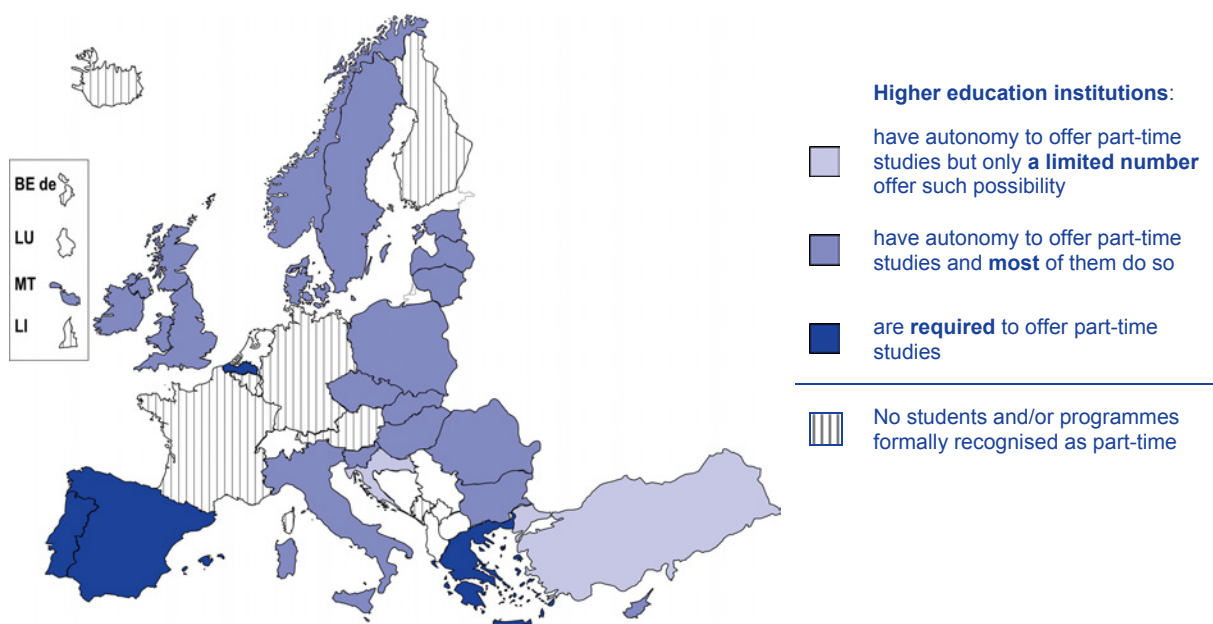 BE de
LU
MT
LI
Higher education institutions:
have autonomy to offer part-time
studies but only a limited number
offer such possibility
have autonomy to offer part-time
studies and most of them do so
are required to offer part-time
studies
No students and/or programmes
formally recognised as part-time